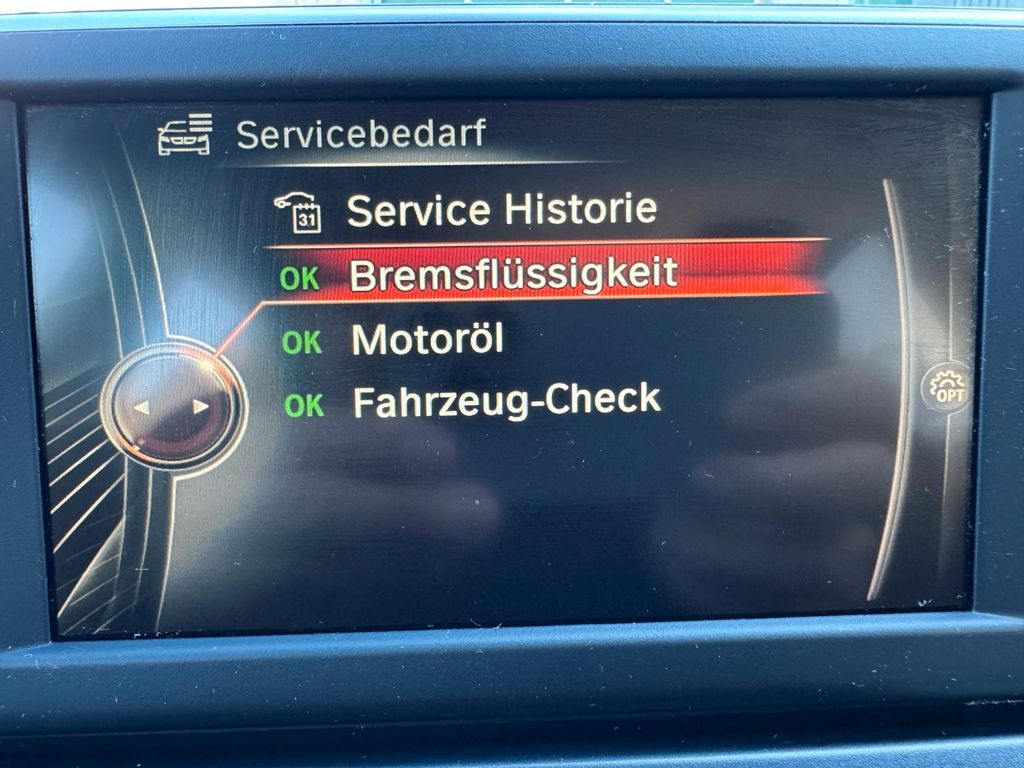 Servicebedarf
31 Service Historie
OK Bremsflüssigkeit
OK Motoröl
OPT
OK Fahrzeug-Check